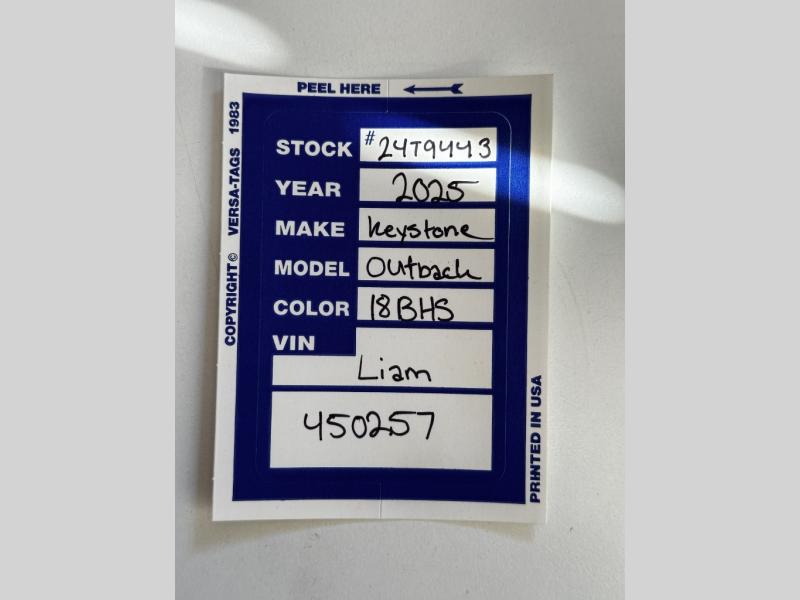 PEEL HERE
COPYRIGHT© VERSA-TAGS 1983
STOCK #24T9443
YEAR 2025
MAKE keystone
MODEL Outback
COLOR 18BHS
VIN
Liam
450257
PRINTED IN USA